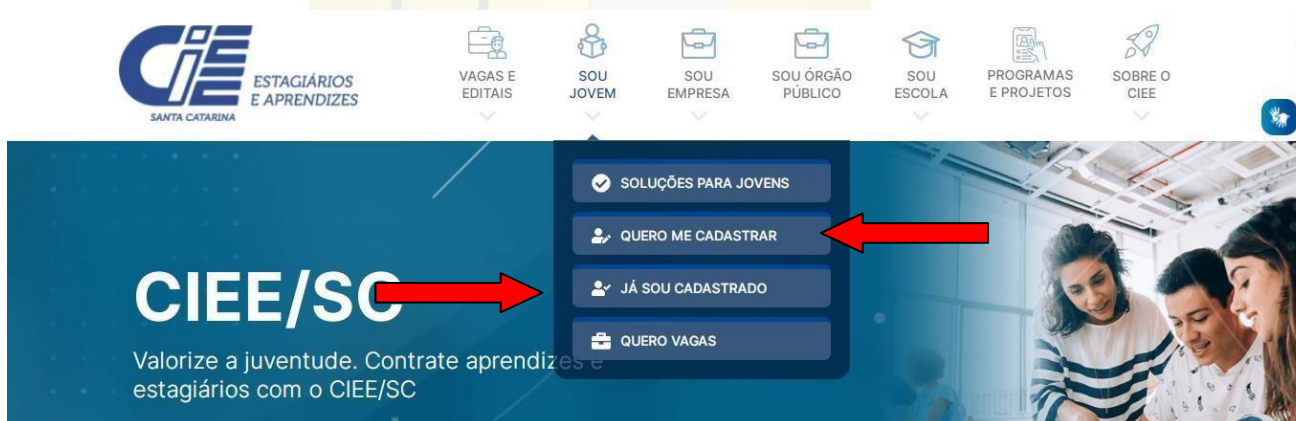 CIEE
ESTAGIÁRIOS
E APRENDIZES
SANTA CATARINA
VAGAS E
EDITAIS
SOU
JOVEM
SOU
EMPRESA
SOU ÓRGÃO
PÚBLICO
SOU
ESCOLA
PROGRAMAS
E PROJETOS
SOBRE O
CIEE
SOLUÇÕES PARA JOVENS
QUERO ME CADASTRAR
JÁ SOU CADASTRADO
QUERO VAGAS
CIEE/SC
Valorize a juventude. Contrate aprendizes e
estagiários com o CIEE/SC